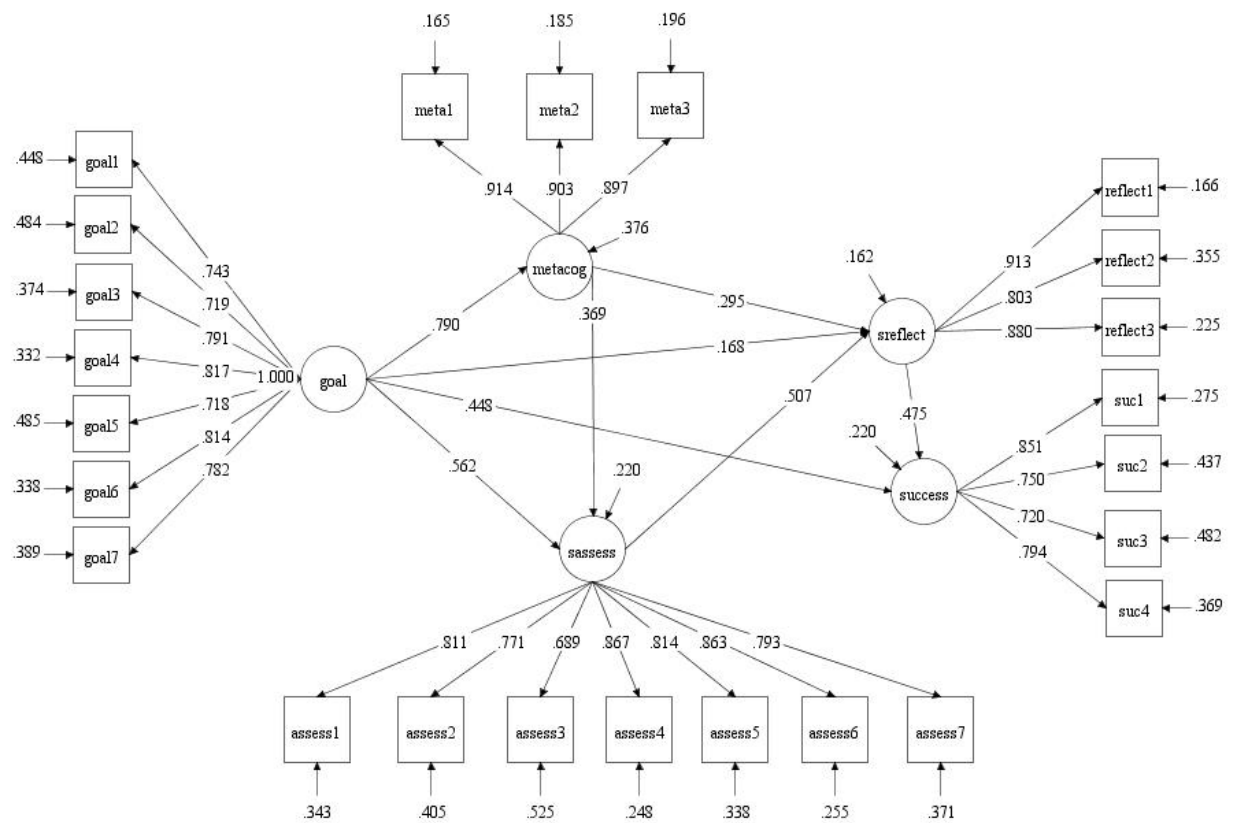 .165
.185
.196
meta1
meta2
meta3
.914
.903
.897
.448
goal1
.484
goal2
.374
goal3
.332
goal4
.485
goal5
.338
goal6
.389
goal7
.743
.719
.791
.817
.718
.814
.782
1.000
goal
metacog
.376
.790
.369
.295
.168
.448
.562
.507
.162
sreflect
.913
.803
.880
reflect1
.166
reflect2
.355
reflect3
.225
.475
.220
success
.851
.750
.720
.794
suc1
.275
suc2
.437
suc3
.482
suc4
.369
.220
sassess
.811
.771
.689
.867
.814
.863
.793
assess1
assess2
assess3
assess4
assess5
assess6
assess7
.343
.405
.525
.248
.338
.255
.371